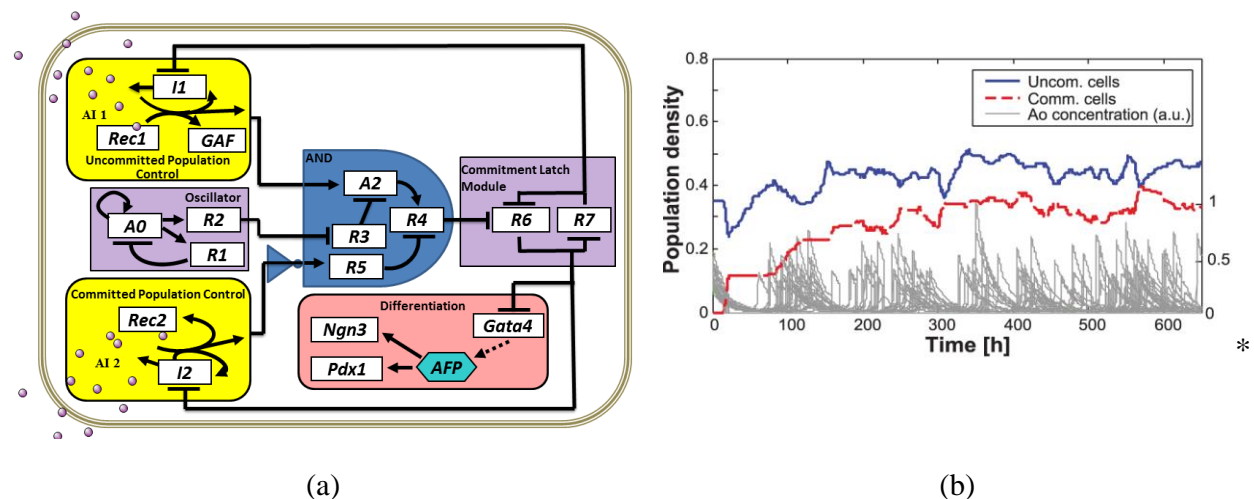 I1
AI 1
Rec1
GAF
Uncommitted Population
Control
Oscillator
A0
R2
R1
Committed Population Control
Rec2
AI 2
I2
AND
A2
R4
R3
R5
Commitment Latch
Module
R6
R7
Differentiation
Ngn3
Gata4
Pdx1
AFP
(a)
0.8
0.6
0.4
0.2
0
Population density
Uncom. cells
Comm. cells
Ao concentration (a.u.)
1
0.5
0
0 100 200 300 400 500 600
Time [h]
*
(b)